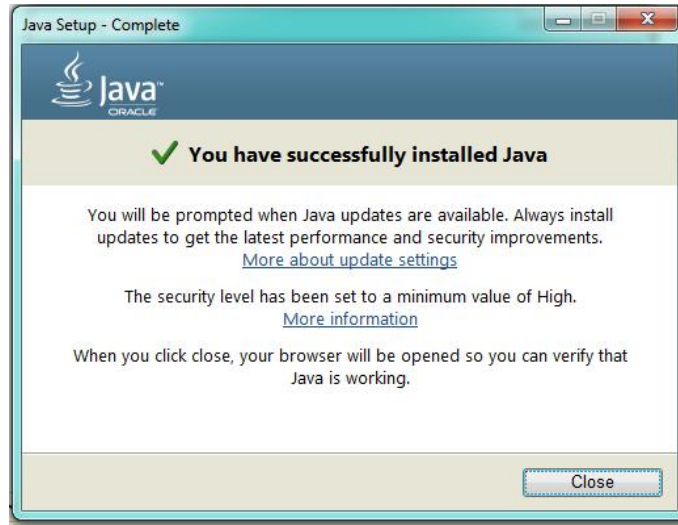 Java Setup - Complete
Java™
ORACLE
You have successfully installed Java
You will be prompted when Java updates are available. Always install
updates to get the latest performance and security improvements.
More about update settings
The security level has been set to a minimum value of High.
More information
When you click close, your browser will be opened so you can verify that
Java is working.
Close